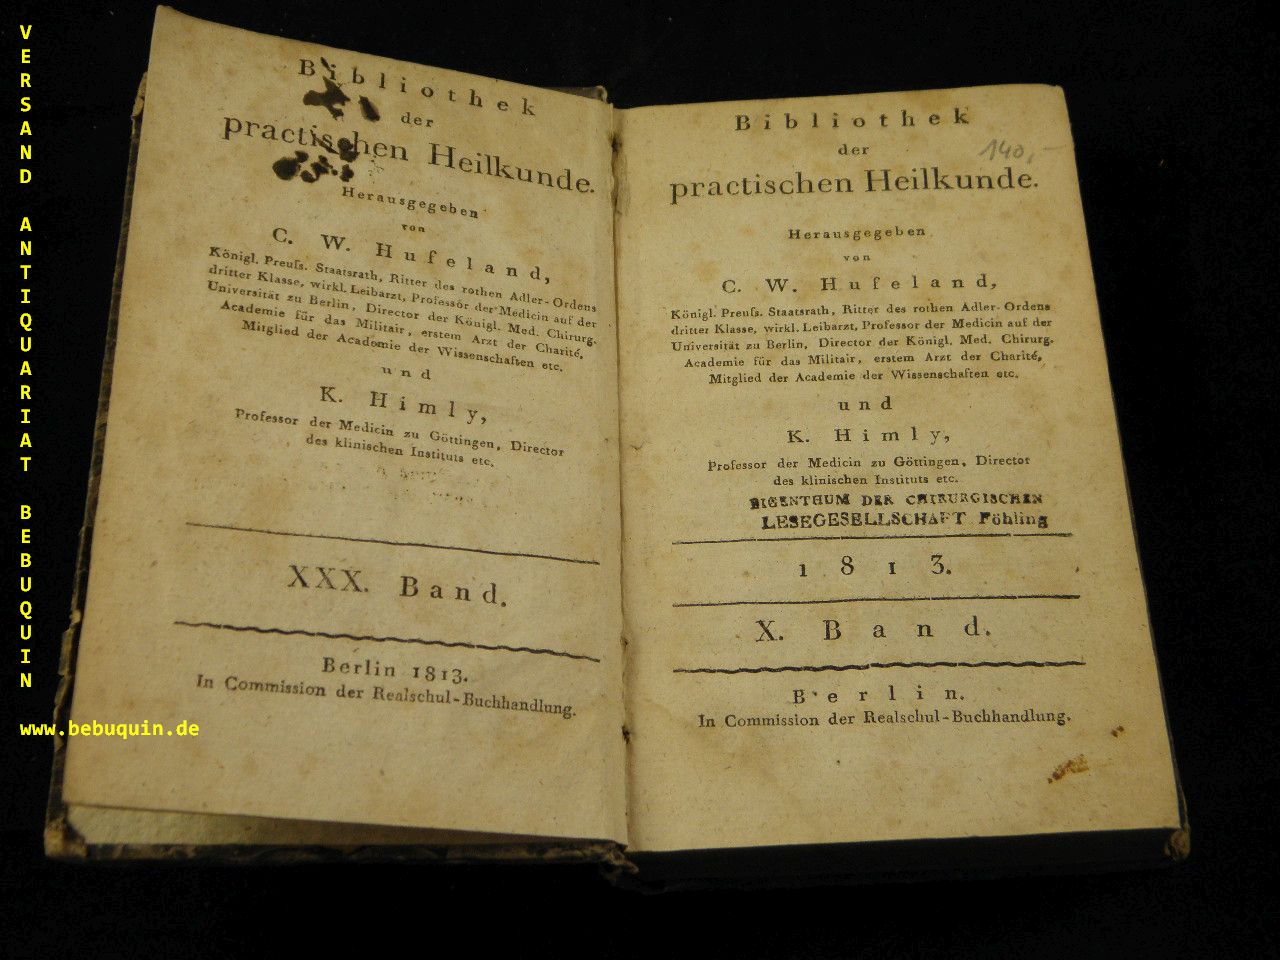 VERSAND ANTIQUARIAT BEBUQUIN
www.bebuquin.de
Bibliothek
der
practischen Heilkunde.
Herausgegeben
von
C. W. Hufeland,
Königl. Preuſs. Staatsrath, Ritter des rothen Adler-Ordens
dritter Klasse, wirkl. Leibarzt, Professor der Medicin auf der
Universität zu Berlin, Director der Königl. Med. Chirurg.
Academie für das Militair, erstem Arzt der Charité,
Mitglied der Academie der Wissenschaften etc.
und
K. Himly,
Professor der Medicin zu Göttingen, Director
des klinischen Instituts etc.
XXX. Band.
Berlin 1813.
In Commission der Realschul-Buchhandlung.
Bibliothek
der
140,-
practischen Heilkunde.
Herausgegeben
von
C. W. Hufeland,
Königl. Preuſs. Staatsrath, Ritter des rothen Adler-Ordens
dritter Klasse, wirkl. Leibarzt, Professor der Medicin auf der
Universität zu Berlin, Director der Königl. Med. Chirurg.
Academie für das Militair, erstem Arzt der Charité,
Mitglied der Academie der Wissenschaften etc.
und
K. Himly,
Professor der Medicin zu Göttingen, Director
des klinischen Instituts etc.
EIGENTHUM DER CHIRURGISCHEN
LESEGESELLSCHAFT Föhling
1813.
X. Band.
Berlin.
In Commission der Realschul-Buchhandlung.